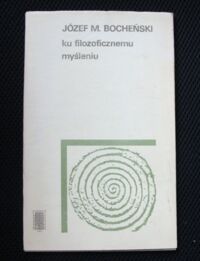 JÓZEF M. BOCHEŃSKI
ku filozoficznemu
myśleniu